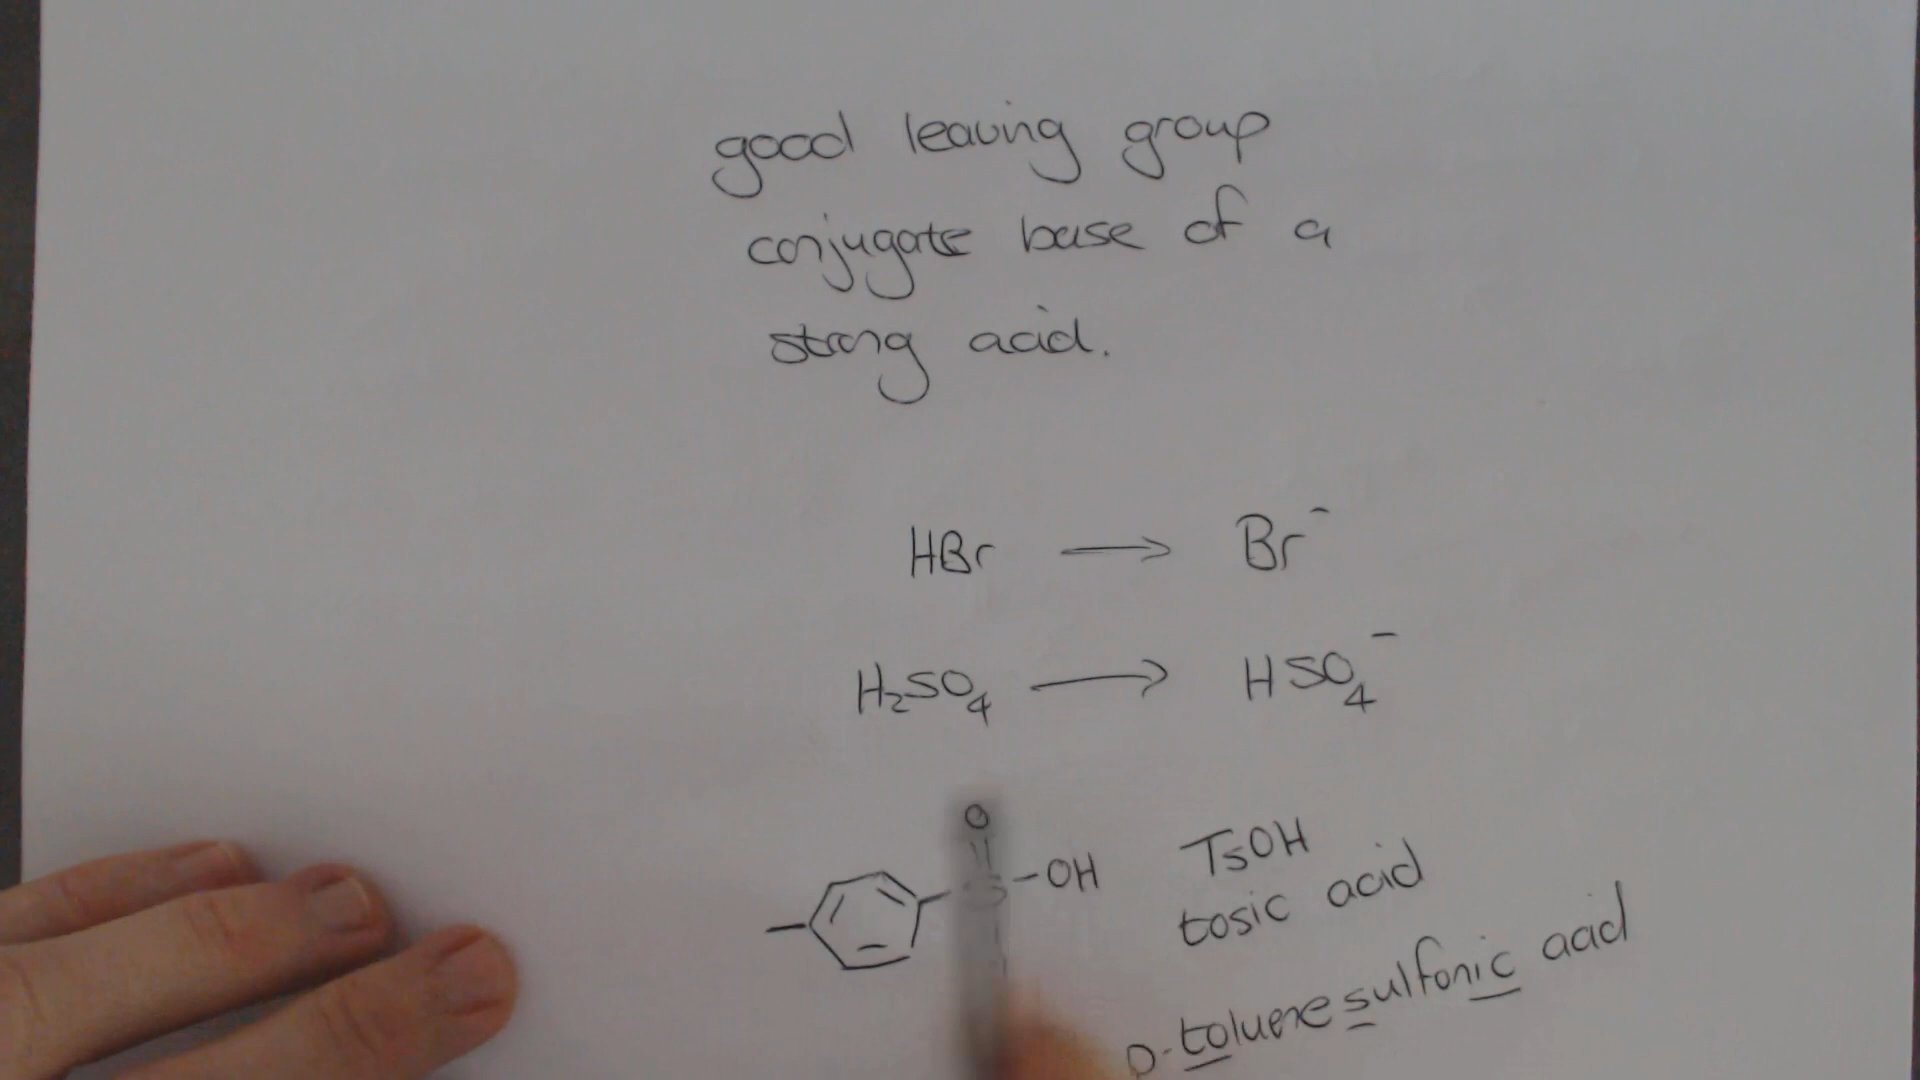 good leaving group
conjugate base of a
strong acid.
HBr → Br⁻
H₂SO₄ → HSO₄⁻
O
S-OH TsOH
tosic acid
p-toluene sulfonic acid